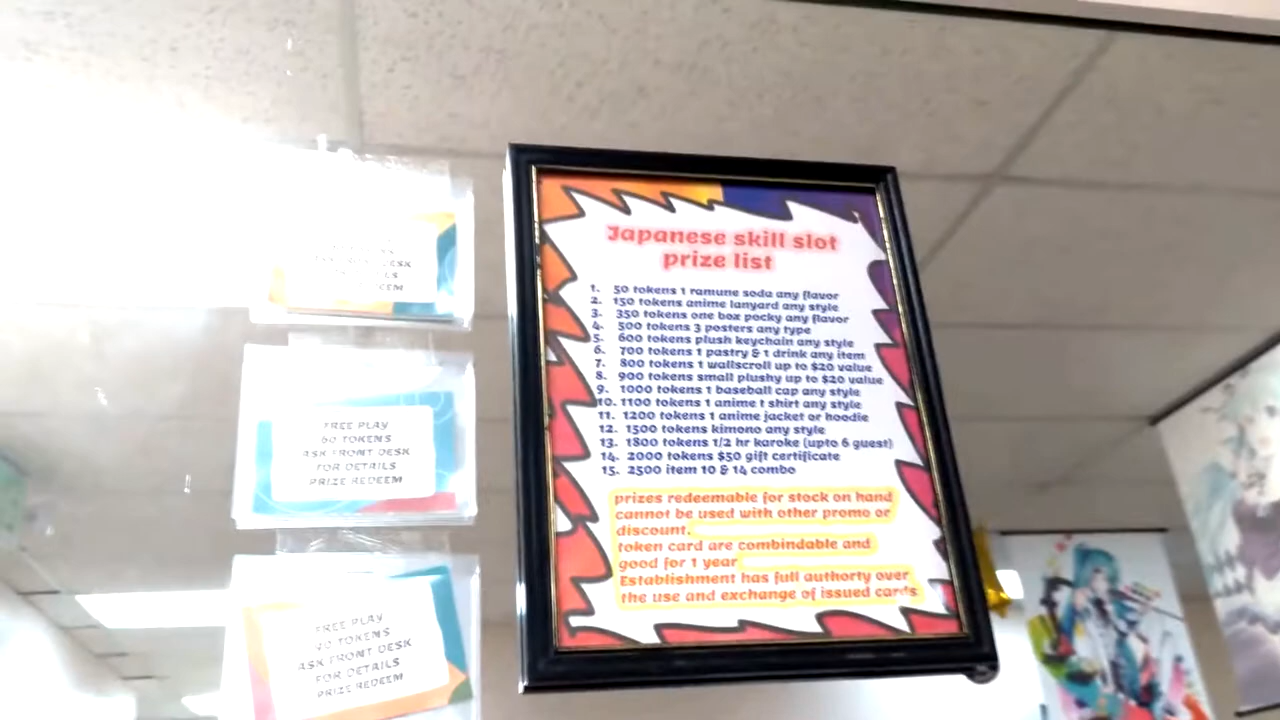 Japanese skill slot
prize list
1. 50 tokens 1 ramune soda any flavor
2. 150 tokens anime lanyard any style
3. 350 tokens one box pocky any flavor
4. 500 tokens 3 posters any type
5. 600 tokens plush keychain any style
6. 700 tokens 1 pastry & 1 drink any item
7. 800 tokens 1 wallscroll up to $20 value
8. 900 tokens small plushy up to $20 value
9. 1000 tokens 1 baseball cap any style
10. 1100 tokens 1 anime t shirt any style
11. 1200 tokens 1 anime jacket or hoodie
12. 1500 tokens kimono any style
13. 1800 tokens 1/2 hr karoke (upto 6 guest)
14. 2000 tokens $50 gift certificate
15. 2500 item 10 & 14 combo
prizes redeemable for stock on hand
cannot be used with other promo or
discount.
token card are combindable and
good for 1 year
Establishment has full authorty over
the use and exchange of issued cards
FREE PLAY
60 TOKENS
ASK FRONT DESK
FOR DETAILS
PRIZE REDEEM
FREE PLAY
90 TOKENS
ASK FRONT DESK
FOR DETAILS
PRIZE REDEEM